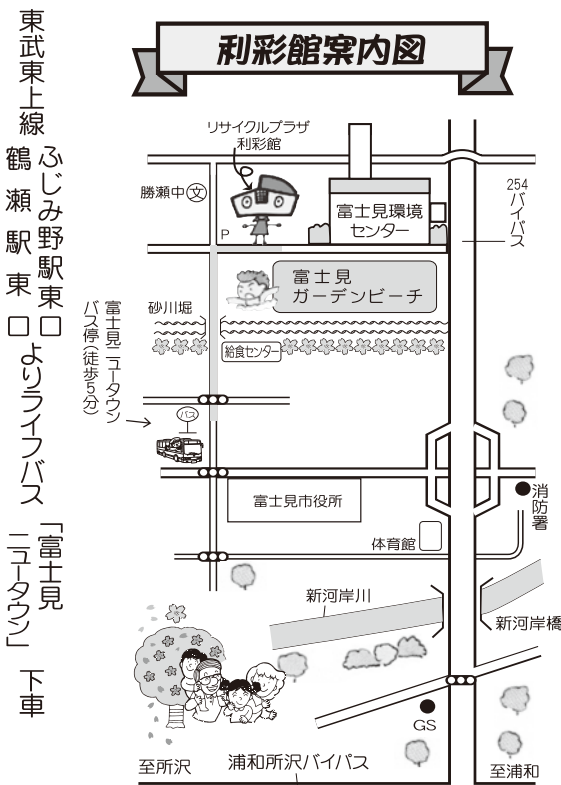 利彩館案内図
東武東上線
ふじみ野駅東口
鶴瀬駅東口
よりライフバス
「富士見
ニュータウン」
下車
リサイクルプラザ
利彩館
勝瀬中
文
P
富士見環境
センター
254
バイパス
富士見
ガーデンビーチ
砂川堀
給食センター
富士見ニュータウン
バス停(徒歩5分)
バス
富士見市役所
消防署
体育館
新河岸川
新河岸橋
GS
至所沢
浦和所沢バイパス
至浦和